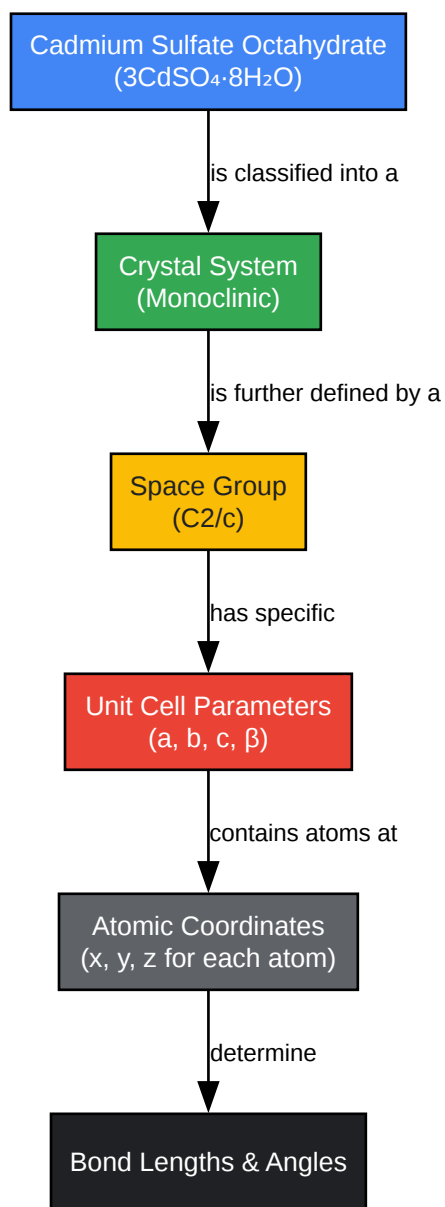 Cadmium Sulfate Octahydrate
(3CdSO₄·8H₂O)
is classified into a
Crystal System
(Monoclinic)
is further defined by a
Space Group
(C2/c)
has specific
Unit Cell Parameters
(a, b, c, β)
contains atoms at
Atomic Coordinates
(x, y, z for each atom)
determine
Bond Lengths & Angles